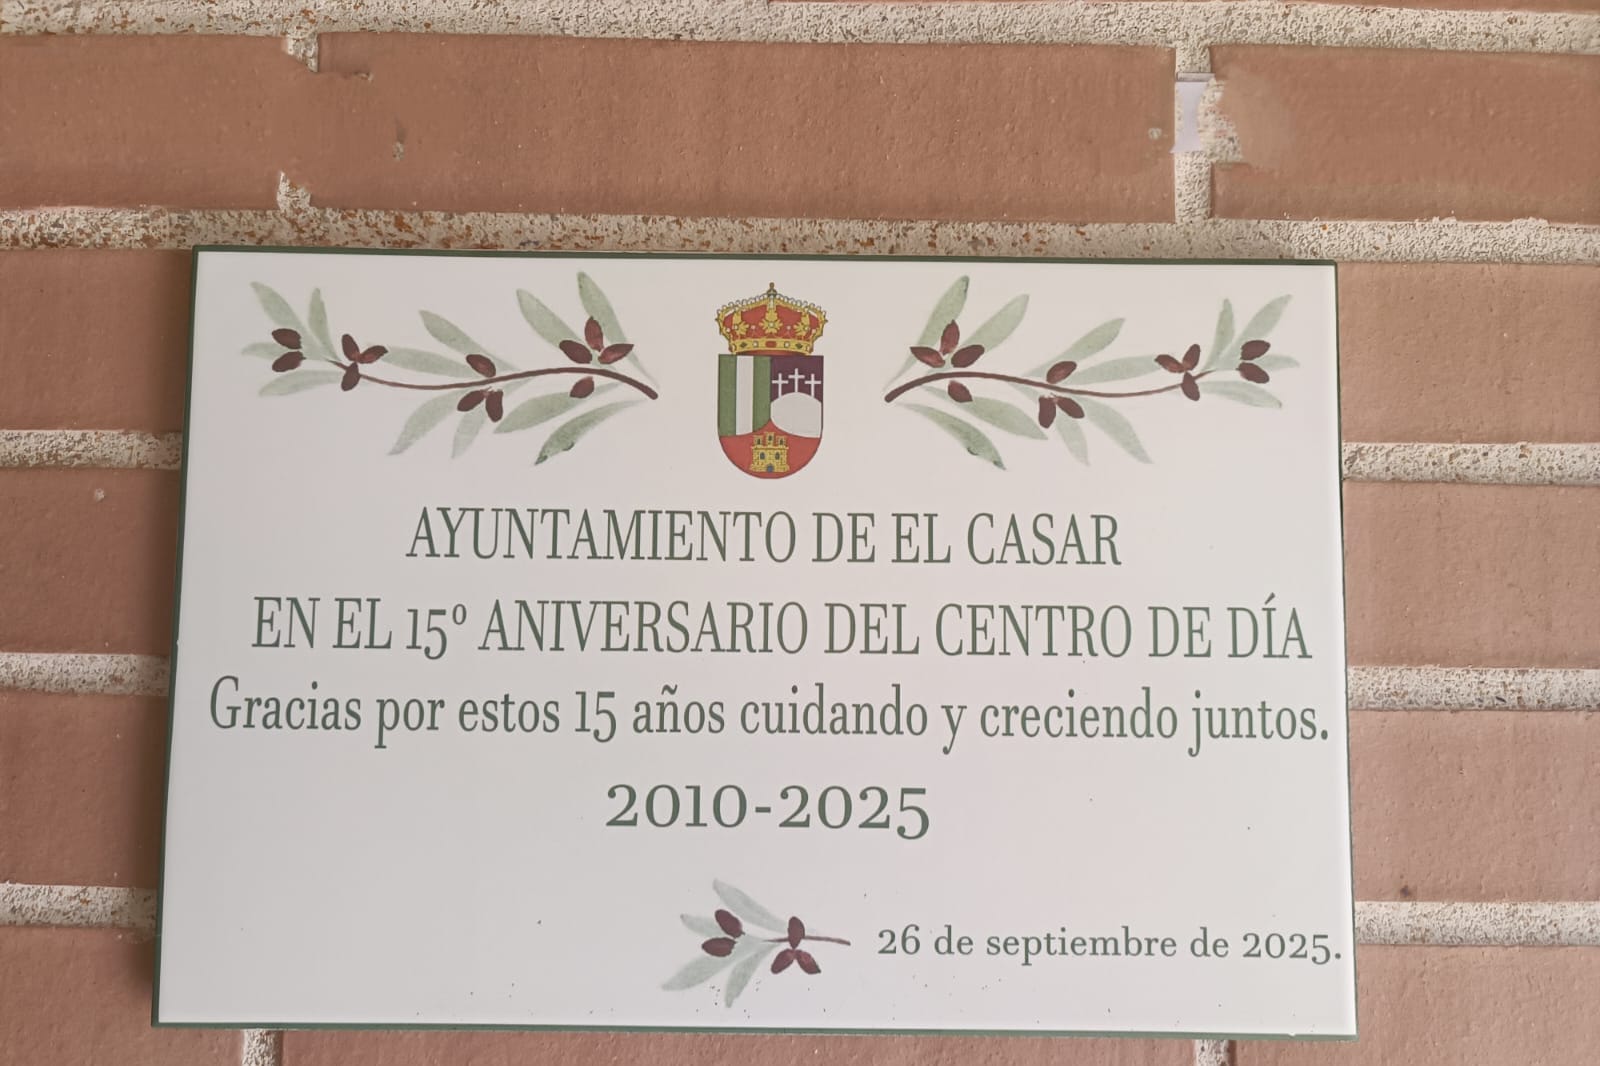 AYUNTAMIENTO DE EL CASAR
EN EL 15º ANIVERSARIO DEL CENTRO DE DÍA
Gracias por estos 15 años cuidando y creciendo juntos.
2010-2025
26 de septiembre de 2025.